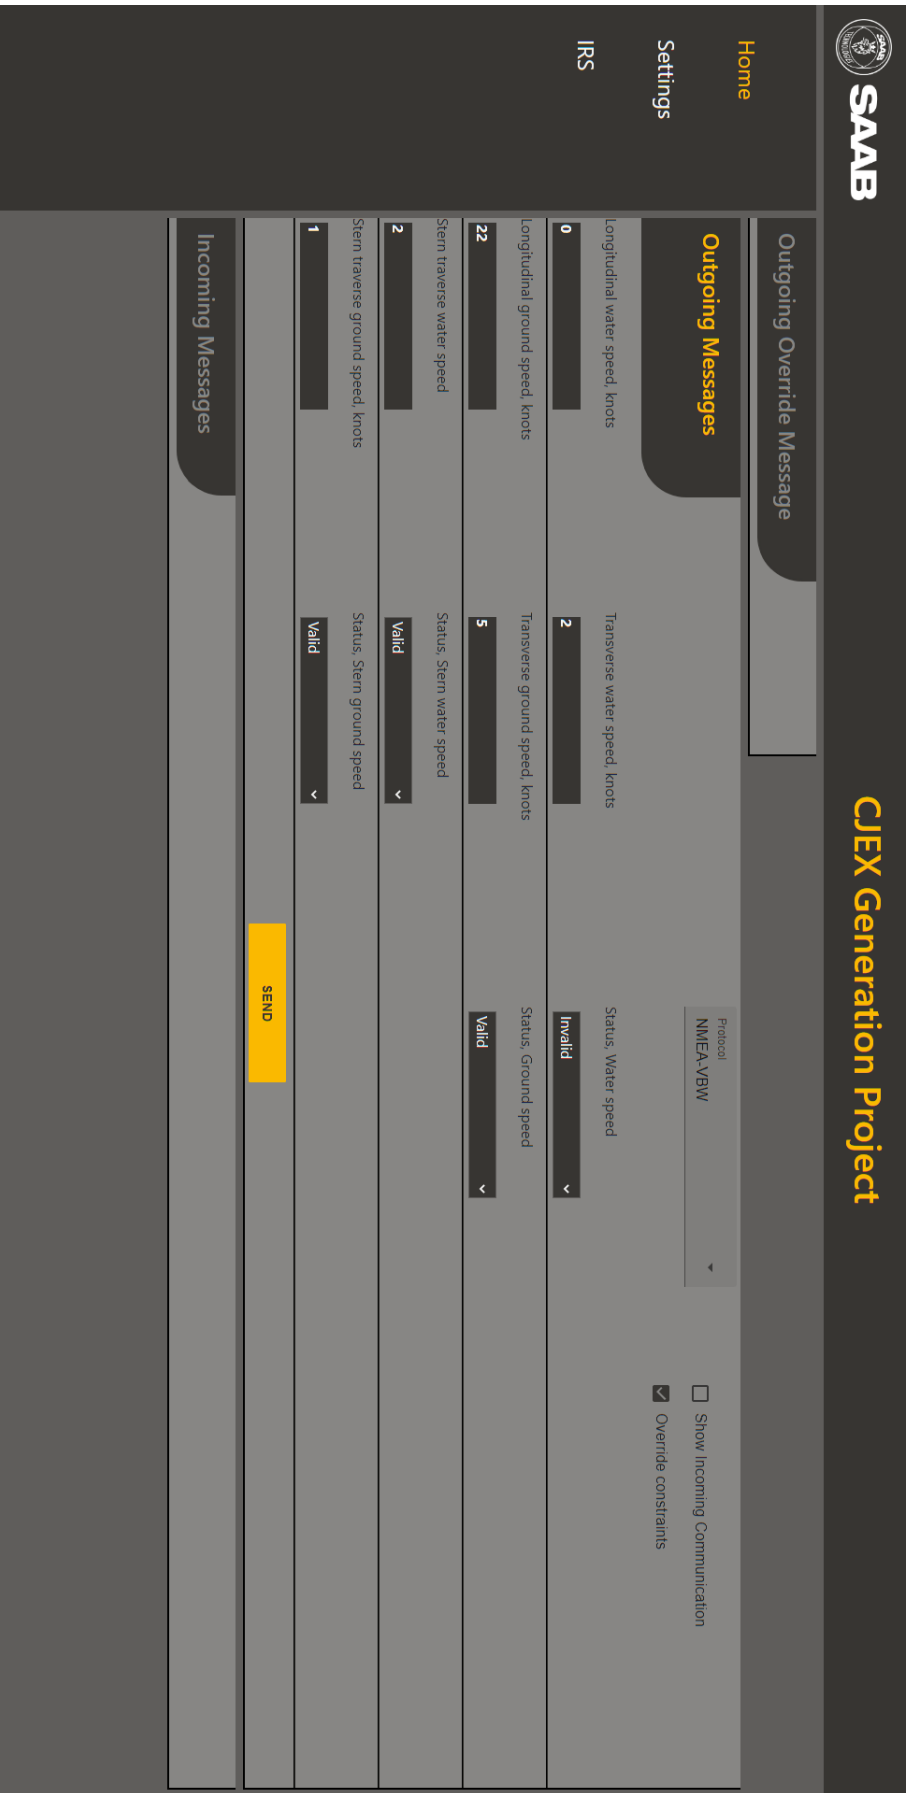 SAAB
SAAB
CJEX Generation Project
Home
Settings
IRS
Outgoing Override Message
Outgoing Messages
Protocol
NMEA-VBW
Show Incoming Communication
Override constraints
Longitudinal water speed, knots
0
Transverse water speed, knots
2
Status, Water speed
Invalid
Longitudinal ground speed, knots
22
Transverse ground speed, knots
5
Status, Ground speed
Valid
Stern traverse water speed
2
Status, Stern water speed
Valid
Stern traverse ground speed, knots
1
Status, Stern ground speed
Valid
SEND
Incoming Messages